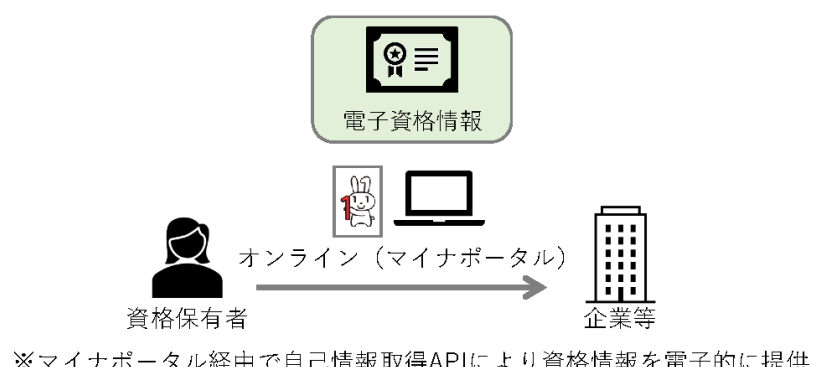 電子資格情報
1
オンライン（マイナポータル）
資格保有者
企業等
※マイナポータル経由で自己情報取得APIにより資格情報を電子的に提供